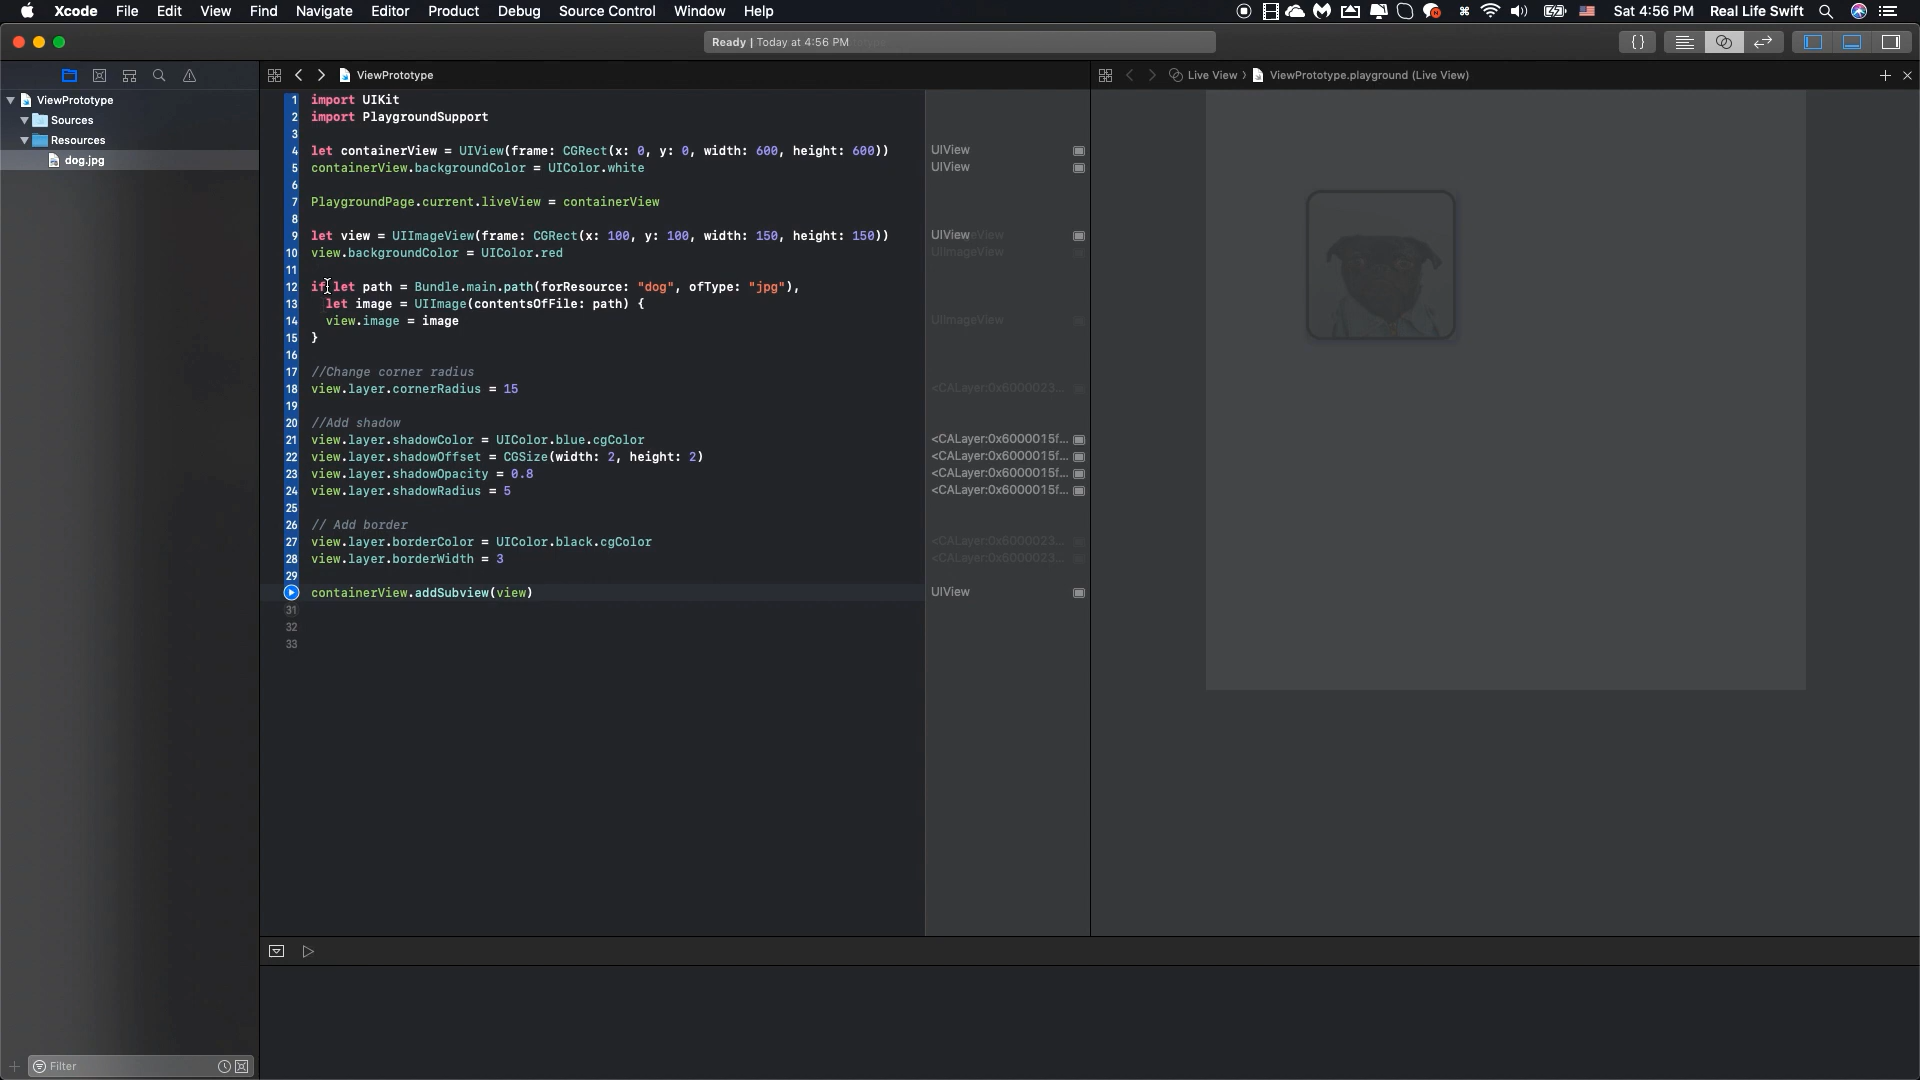 Xcode File Edit View Find Navigate Editor Product Debug Source Control Window Help Sat 4:56 PM Real Life Swift
Ready | Today at 4:56 PM
ViewPrototype
Live View ViewPrototype.playground (Live View)
ViewPrototype
Sources
Resources
dog.jpg
1 import UIKit
2 import PlaygroundSupport
3
4 let containerView = UIView(frame: CGRect(x: 0, y: 0, width: 600, height: 600)) UIView
5 containerView.backgroundColor = UIColor.white UIView
6
7 PlaygroundPage.current.liveView = containerView
8
9 let view = UIImageView(frame: CGRect(x: 100, y: 100, width: 150, height: 150)) UIView
10 view.backgroundColor = UIColor.red UIImageView
11
12 if let path = Bundle.main.path(forResource: "dog", ofType: "jpg"),
13 let image = UIImage(contentsOfFile: path) {
14 view.image = image UIImageView
15 }
16
17 //Change corner radius
18 view.layer.cornerRadius = 15 <CALayer:0x6000023...
19
20 //Add shadow
21 view.layer.shadowColor = UIColor.blue.cgColor <CALayer:0x6000015f...
22 view.layer.shadowOffset = CGSize(width: 2, height: 2) <CALayer:0x6000015f...
23 view.layer.shadowOpacity = 0.8 <CALayer:0x6000015f...
24 view.layer.shadowRadius = 5 <CALayer:0x6000015f...
25
26 // Add border
27 view.layer.borderColor = UIColor.black.cgColor <CALayer:0x6000023...
28 view.layer.borderWidth = 3 <CALayer:0x6000023...
29
containerView.addSubview(view) UIView
31
32
33
Filter